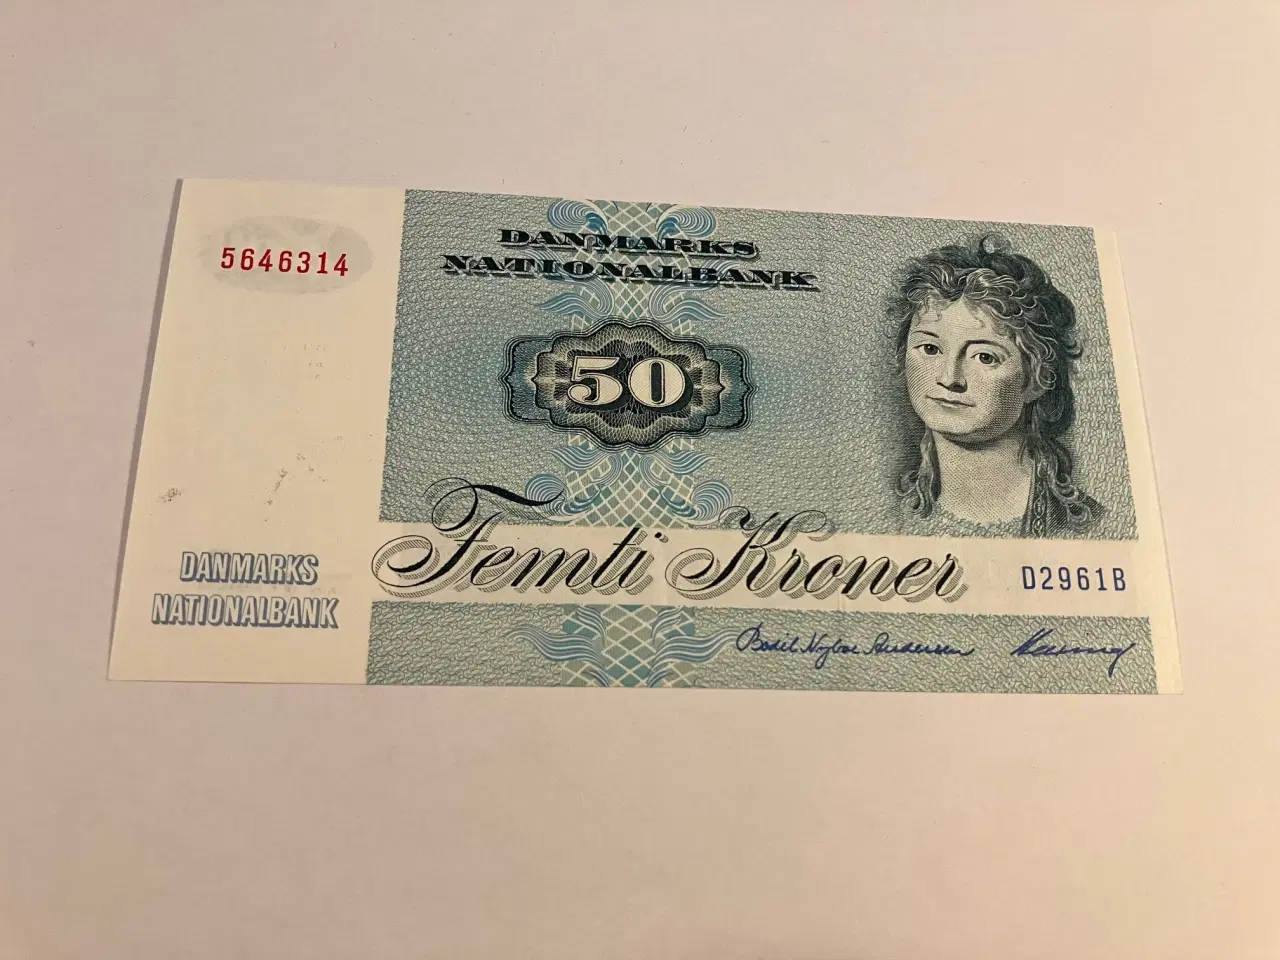 5646314
DANMARKS
NATIONALBANK
50
Femti Kroner
DANMARKS
NATIONALBANK
D2961B
Bodil Nyboe Andersen